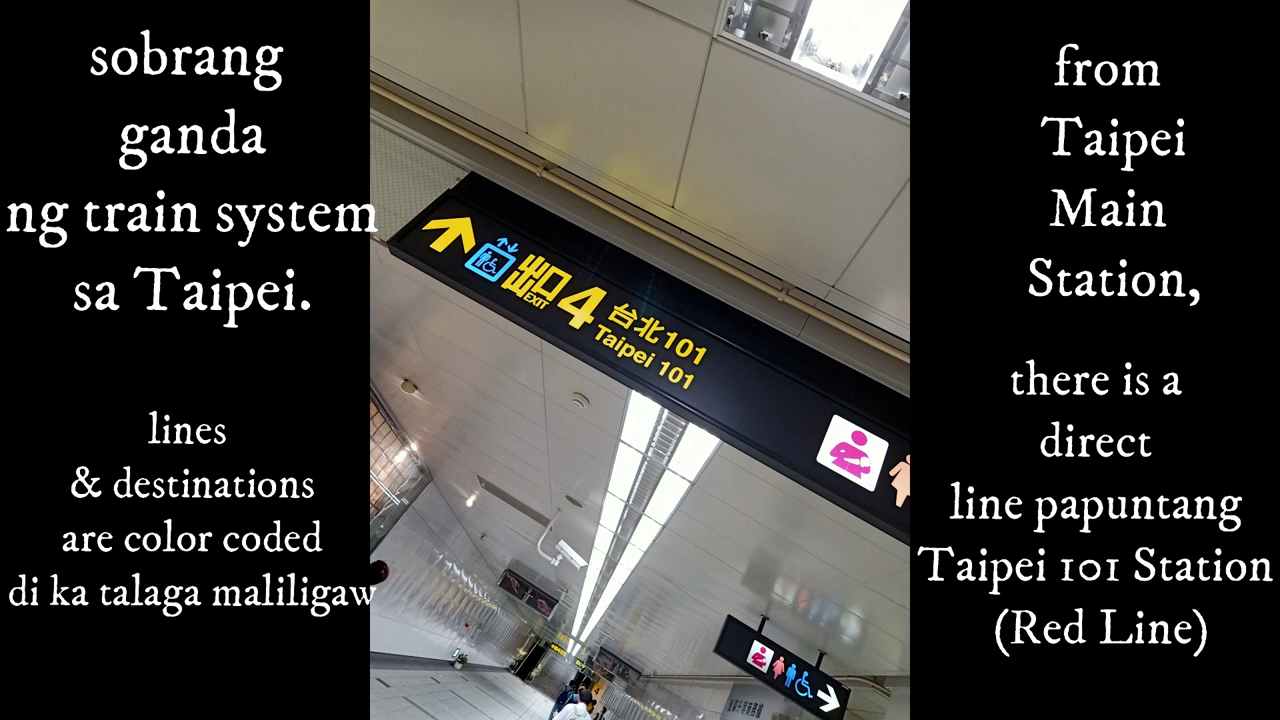 sobrang
ganda
ng train system
sa Taipei.
lines
& destinations
are color coded
di ka talaga maliligaw
出口 4 台北101
EXIT Taipei 101
from
Taipei
Main
Station,
there is a
direct
line papuntang
Taipei 101 Station
(Red Line)